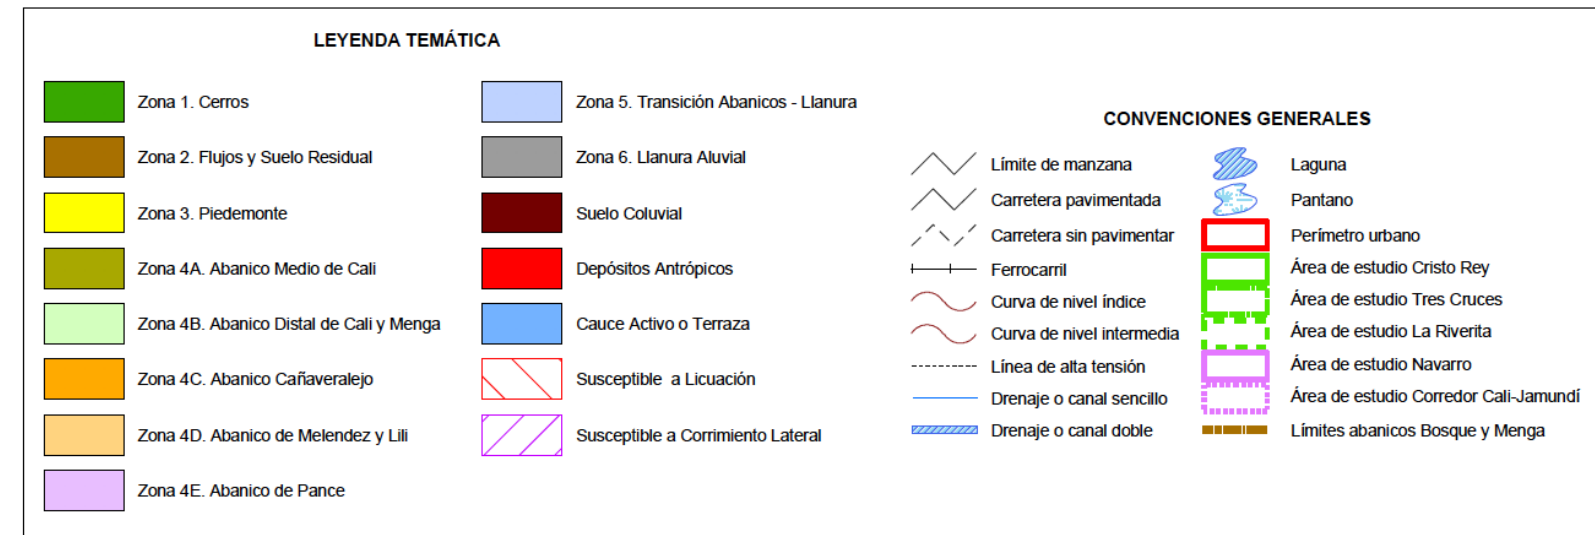 LEYENDA TEMÁTICA
Zona 1. Cerros
Zona 2. Flujos y Suelo Residual
Zona 3. Piedemonte
Zona 4A. Abanico Medio de Cali
Zona 4B. Abanico Distal de Cali y Menga
Zona 4C. Abanico Cañaveralejo
Zona 4D. Abanico de Melendez y Lili
Zona 4E. Abanico de Pance
Zona 5. Transición Abanicos - Llanura
Zona 6. Llanura Aluvial
Suelo Coluvial
Depósitos Antrópicos
Cauce Activo o Terraza
Susceptible a Licuación
Susceptible a Corrimiento Lateral
CONVENCIONES GENERALES
Límite de manzana
Carretera pavimentada
Carretera sin pavimentar
Ferrocarril
Curva de nivel índice
Curva de nivel intermedia
Línea de alta tensión
Drenaje o canal sencillo
Drenaje o canal doble
Laguna
Pantano
Perímetro urbano
Área de estudio Cristo Rey
Área de estudio Tres Cruces
Área de estudio La Riverita
Área de estudio Navarro
Área de estudio Corredor Cali-Jamundí
Límites abanicos Bosque y Menga